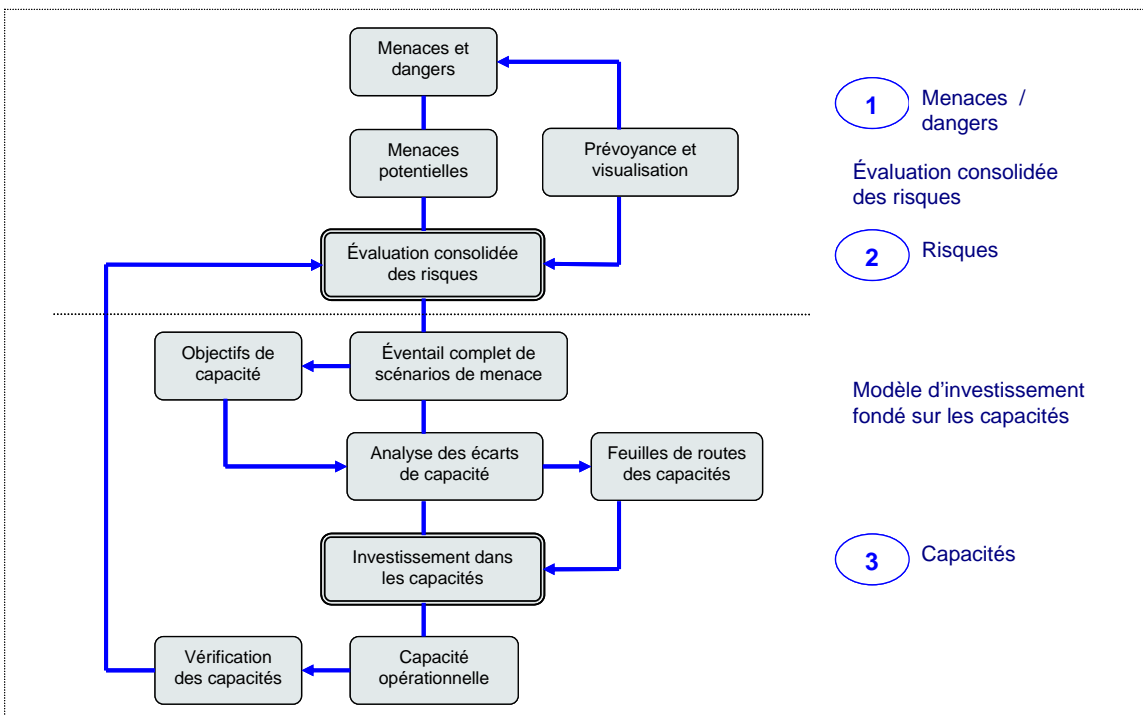 Menaces et
dangers
Menaces
potentielles
Prévoyance et
visualisation
Évaluation consolidée
des risques
Objectifs de
capacité
Éventail complet de
scénarios de menace
Analyse des écarts
de capacité
Feuilles de routes
des capacités
Investissement dans
les capacités
Vérification
des capacités
Capacité
opérationnelle
1
Menaces /
dangers
Évaluation consolidée
des risques
2
Risques
Modèle d'investissement
fondé sur les capacités
3
Capacités